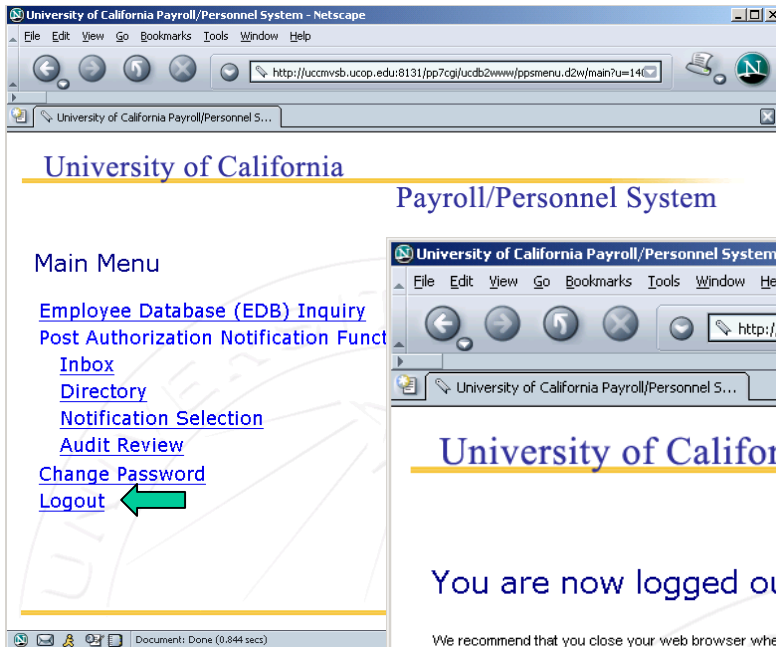 University of California Payroll/Personnel System - Netscape
File Edit View Go Bookmarks Tools Window Help
http://uccmvsb.ucop.edu:8131/pp7cgi/ucdb2www/ppsmenu.d2w/main?u=14
University of California Payroll/Personnel S...
University of California
Payroll/Personnel System
Main Menu
Employee Database (EDB) Inquiry
Post Authorization Notification Funct
Inbox
Directory
Notification Selection
Audit Review
Change Password
Logout
Document: Done (0.844 secs)
University of California Payroll/Personnel System
File Edit View Go Bookmarks Tools Window He
http:/
University of California Payroll/Personnel S...
University of Califor
You are now logged ou
We recommend that you close your web browser whe